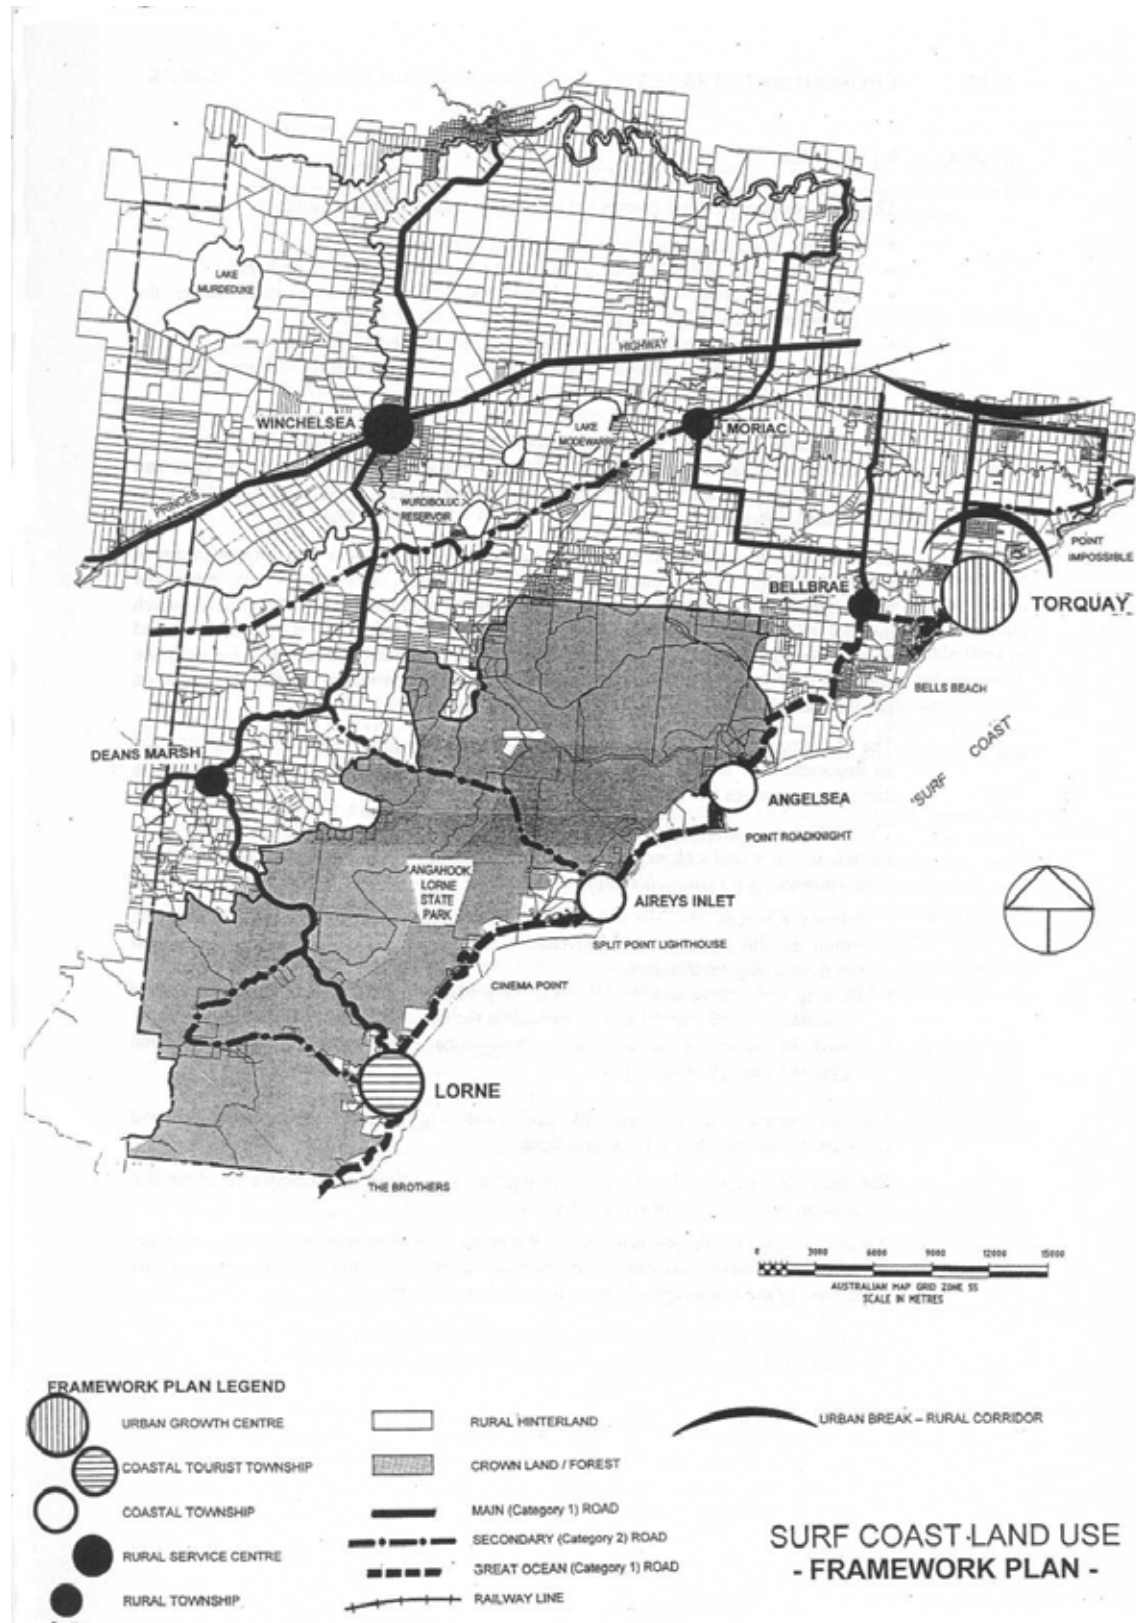 LAKE
MURDEDUKE
HIGHWAY
WINCHELSEA
LAKE
MODEWARRE
MORIAC
PRINCES
WURDIBOLUC
RESERVOIR
POINT
IMPOSSIBLE
BELLBRAE
TORQUAY
BELLS BEACH
SURF COAST
DEANS MARSH
ANGELSEA
POINT ROADKNIGHT
ANGAHOOK
LORNE
STATE
PARK
AIREYS INLET
SPLIT POINT LIGHTHOUSE
CINEMA POINT
LORNE
THE BROTHERS
0 3000 6000 9000 12000 15000
AUSTRALIAN MAP GRID ZONE 55
SCALE IN METRES
FRAMEWORK PLAN LEGEND
URBAN GROWTH CENTRE
COASTAL TOURIST TOWNSHIP
COASTAL TOWNSHIP
RURAL SERVICE CENTRE
RURAL TOWNSHIP
RURAL HINTERLAND
CROWN LAND / FOREST
MAIN (Category 1) ROAD
SECONDARY (Category 2) ROAD
GREAT OCEAN (Category 1) ROAD
RAILWAY LINE
URBAN BREAK – RURAL CORRIDOR
SURF COAST LAND USE
- FRAMEWORK PLAN -